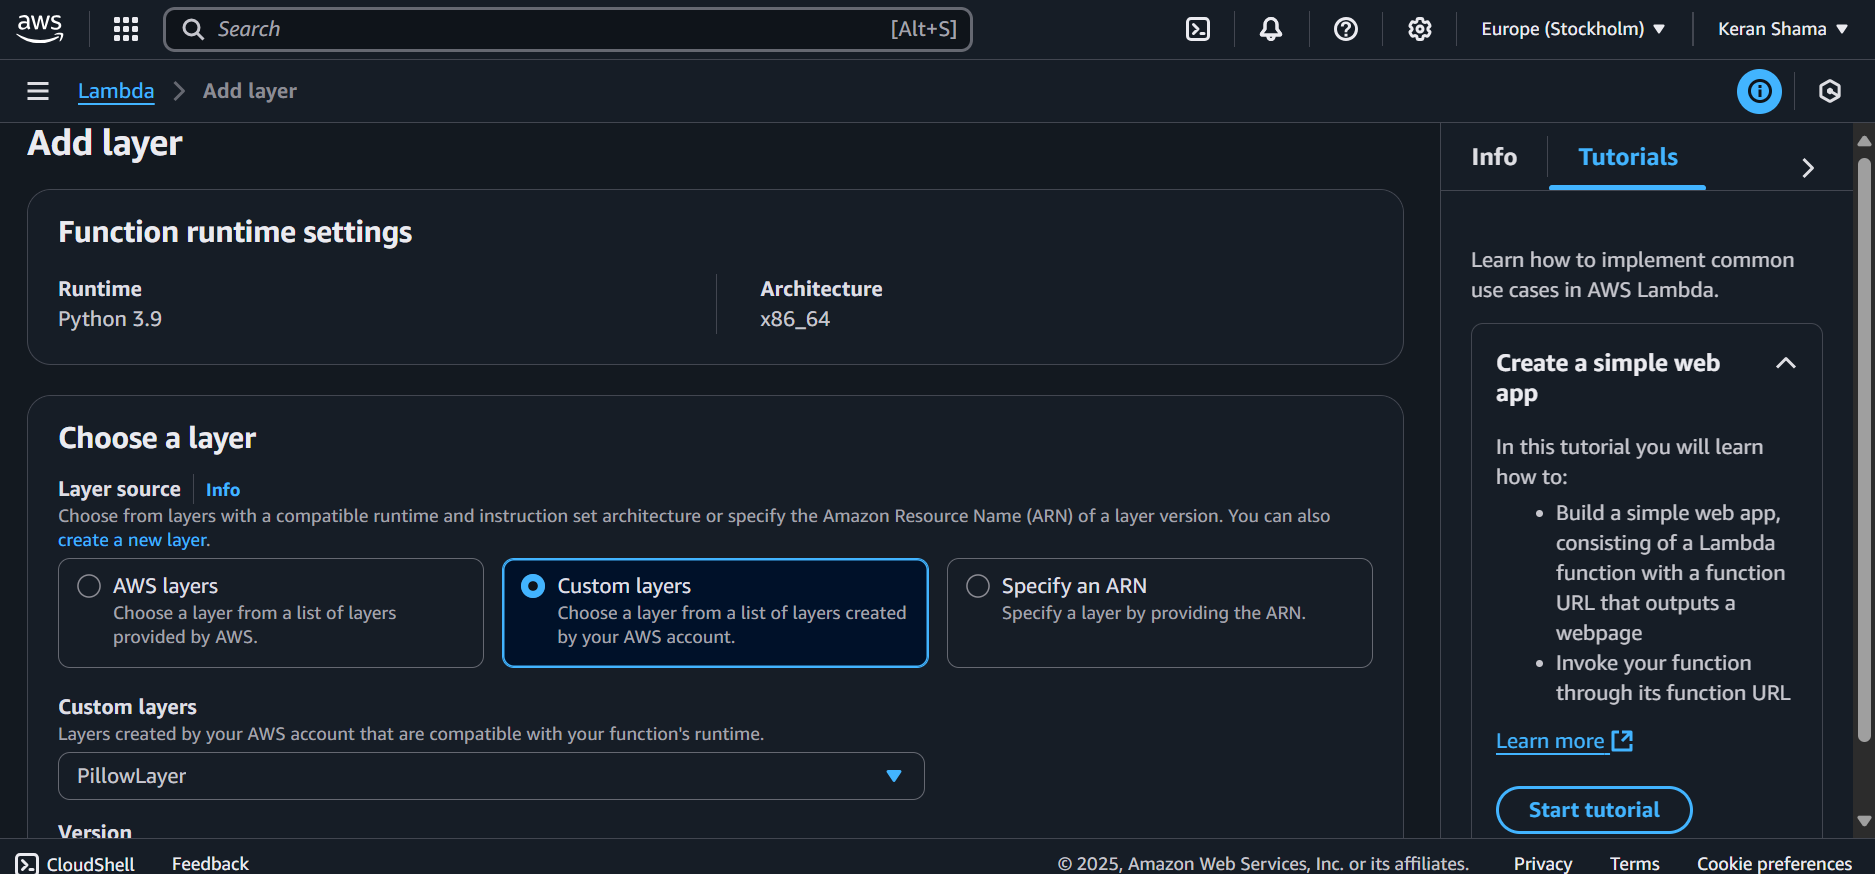 aws
Search
[Alt+S]
Europe (Stockholm)
Keran Shama
Lambda
Add layer
Add layer
Function runtime settings
Runtime
Python 3.9
Architecture
x86_64
Choose a layer
Layer source
Info
Choose from layers with a compatible runtime and instruction set architecture or specify the Amazon Resource Name (ARN) of a layer version. You can also
create a new layer.
AWS layers
Choose a layer from a list of layers
provided by AWS.
Custom layers
Choose a layer from a list of layers created
by your AWS account.
Specify an ARN
Specify a layer by providing the ARN.
Custom layers
Layers created by your AWS account that are compatible with your function's runtime.
PillowLayer
Version
Info
Tutorials
Learn how to implement common
use cases in AWS Lambda.
Create a simple web
app
In this tutorial you will learn
how to:
• Build a simple web app,
consisting of a Lambda
function with a function
URL that outputs a
webpage
• Invoke your function
through its function URL
Learn more
Start tutorial
CloudShell
Feedback
© 2025, Amazon Web Services, Inc. or its affiliates.
Privacy
Terms
Cookie preferences